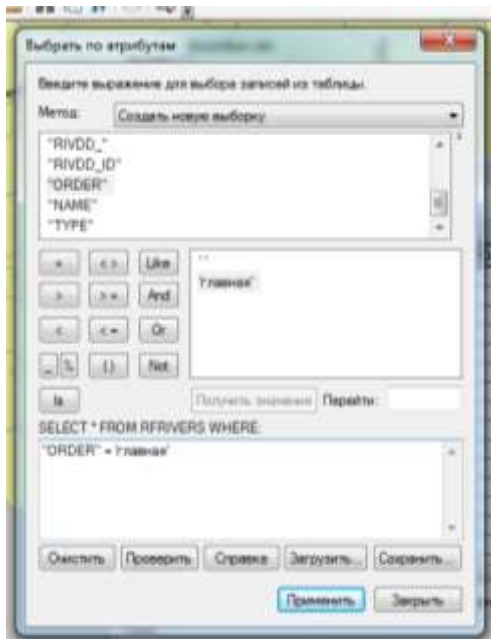 Выбрать по атрибутам
Введите выражение для выбора записей из таблицы.
Метод: Создать новую выборку
"RIVDD_"
"RIVDD_ID"
"ORDER"
"NAME"
"TYPE"
= < > Like
> > = And
< < = Or
_ % () Not
Is
''
'главная'
Получить значения Перейти:
SELECT * FROM RFRIVERS WHERE:
"ORDER" = 'главная'
Очистить Проверить Справка Загрузить... Сохранить...
Применить Закрыть